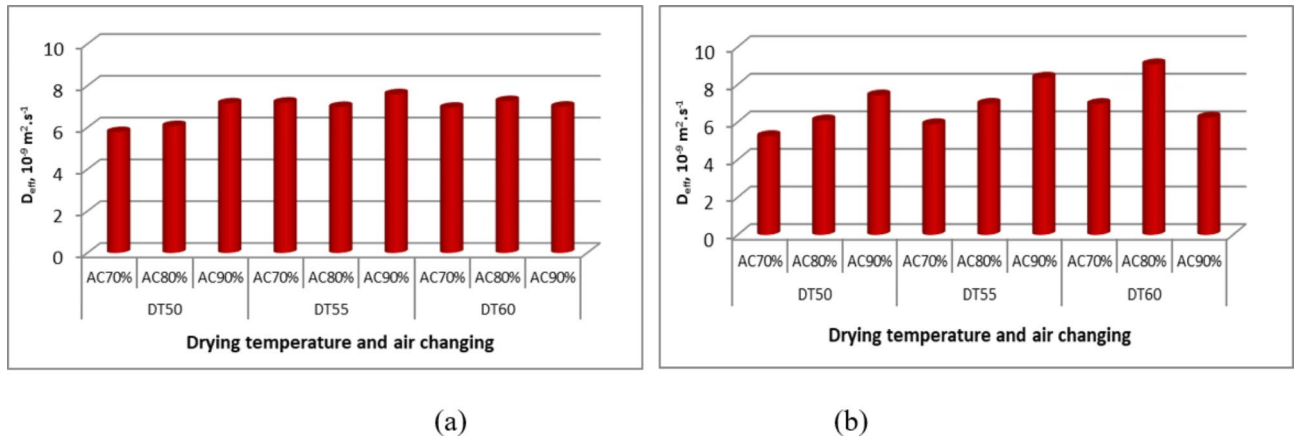 10
8
6
4
2
0
D_eff, 10⁻⁹ m².s⁻¹
AC70% AC80% AC90% AC70% AC80% AC90% AC70% AC80% AC90%
DT50 DT55 DT60
Drying temperature and air changing
(a)
10
8
6
4
2
0
D_eff, 10⁻⁹ m².s⁻¹
AC70% AC80% AC90% AC70% AC80% AC90% AC70% AC80% AC90%
DT50 DT55 DT60
Drying temperature and air changing
(b)